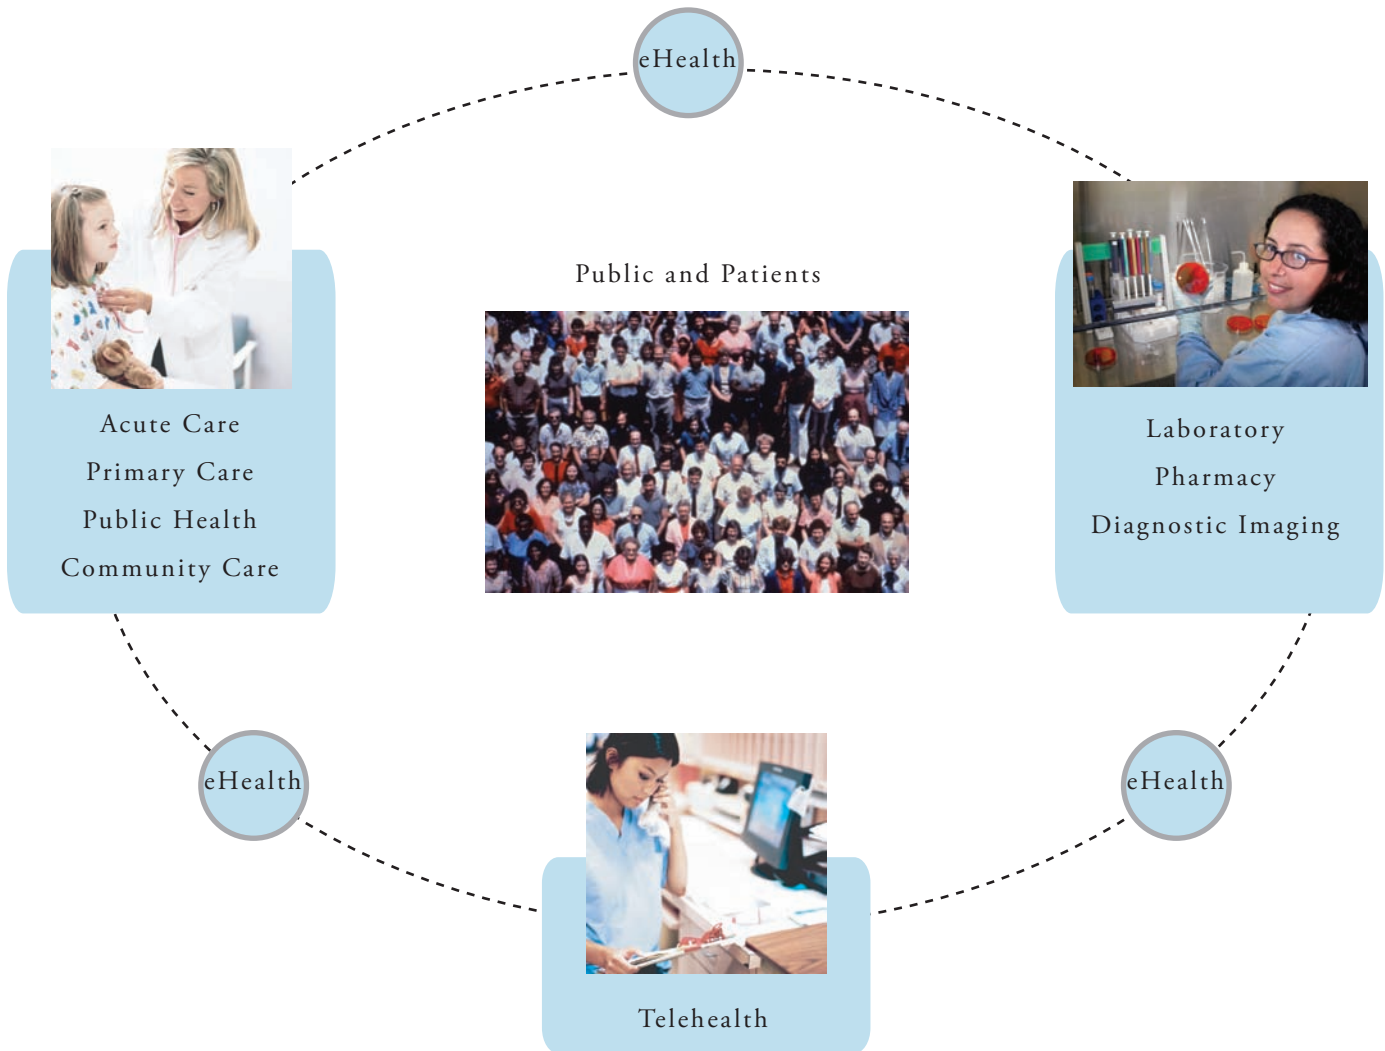 eHealth
Public and Patients
Acute Care
Primary Care
Public Health
Community Care
Laboratory
Pharmacy
Diagnostic Imaging
eHealth
eHealth
Telehealth